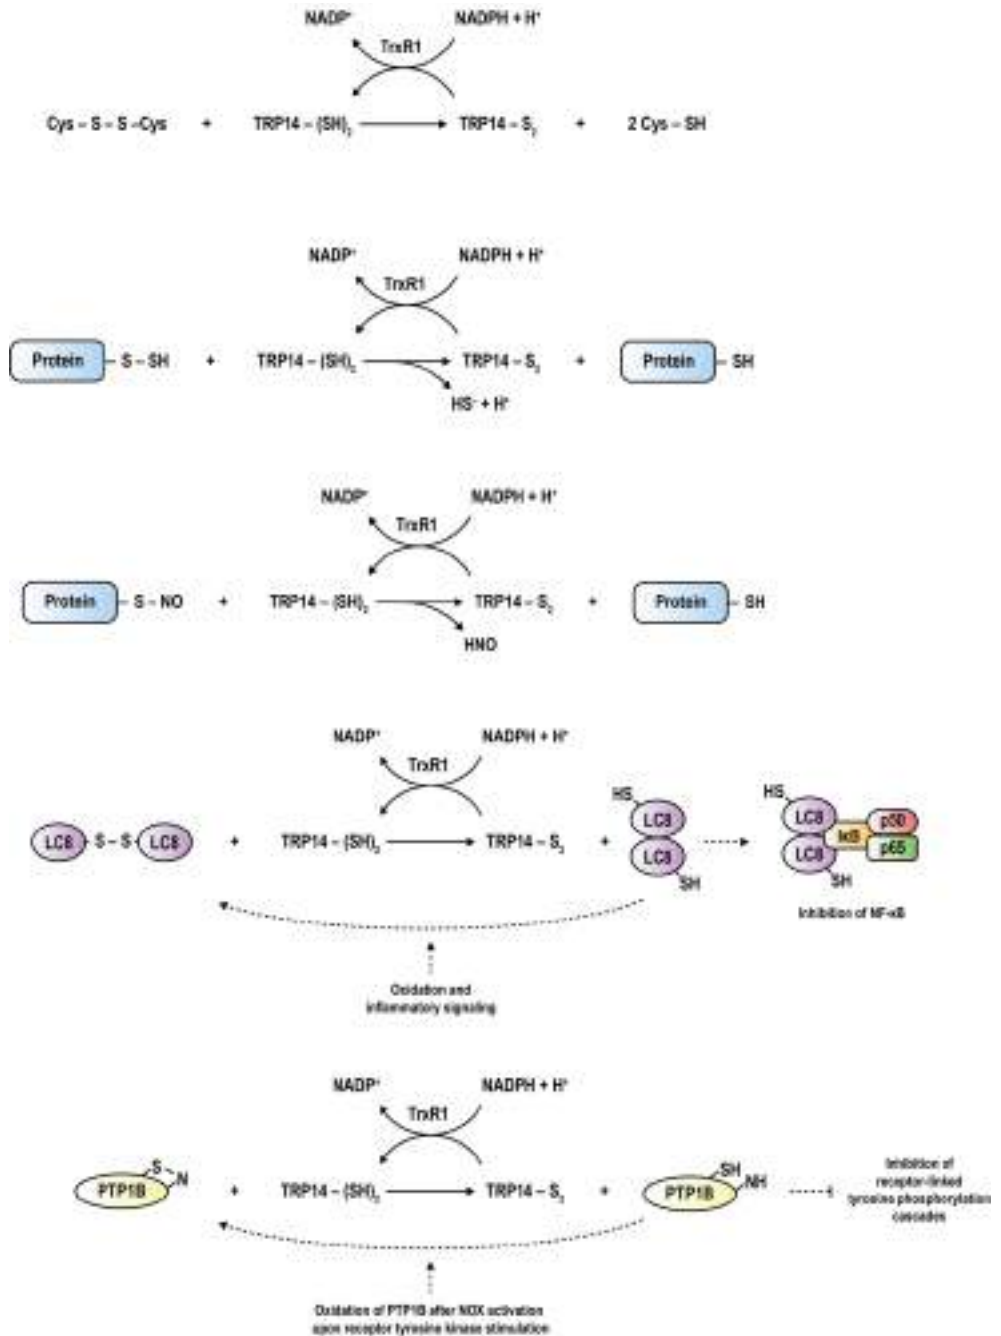 NADP⁺ NADPH + H⁺
TrxR1
Cys – S – S –Cys + TRP14 – (SH)₂ TRP14 – S₂ + 2 Cys – SH
NADP⁺ NADPH + H⁺
TrxR1
Protein – S – SH + TRP14 – (SH)₂ TRP14 – S₂ + Protein – SH
HS⁻ + H⁺
NADP⁺ NADPH + H⁺
TrxR1
Protein – S – NO + TRP14 – (SH)₂ TRP14 – S₂ + Protein – SH
HNO
NADP⁺ NADPH + H⁺
TrxR1
LC8 – S – S – LC8 + TRP14 – (SH)₂ TRP14 – S₂ + HS LC8 LC8 SH HS LC8 LC8 SH IκB p50 p65
Inhibition of NF-κB
Oxidation and
inflammatory signaling
NADP⁺ NADPH + H⁺
TrxR1
PTP1B S N + TRP14 – (SH)₂ TRP14 – S₂ + PTP1B SH NH
Inhibition of
receptor-linked
tyrosine phosphorylation
cascades
Oxidation of PTP1B after NOX activation
upon receptor tyrosine kinase stimulation